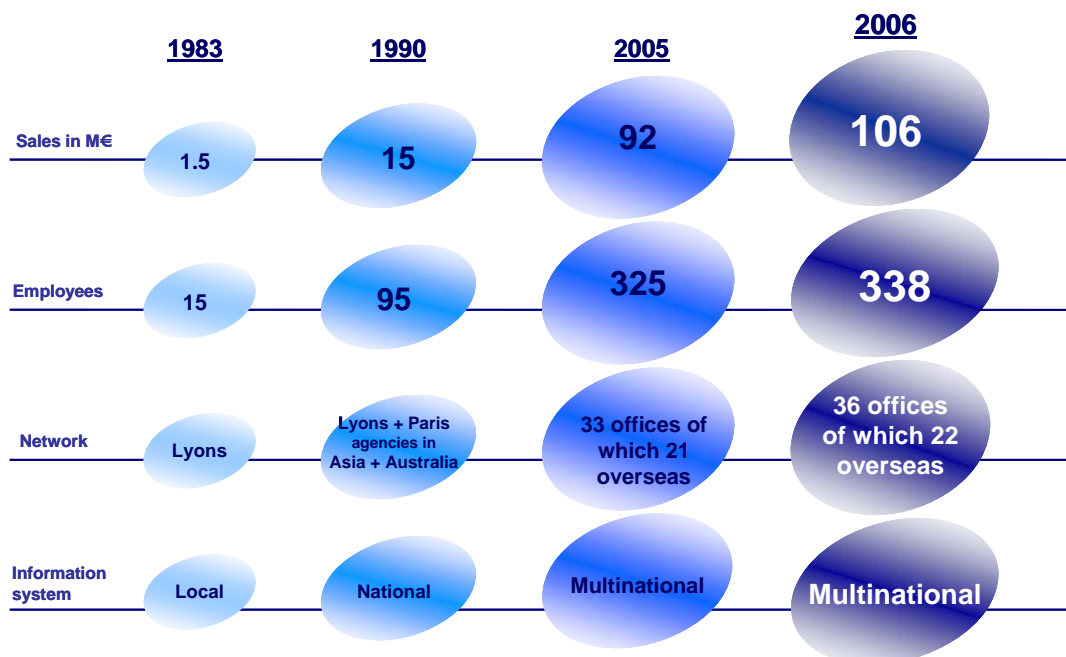 1983 1990 2005 2006
Sales in M€ 1.5 15 92 106
Employees 15 95 325 338
Network Lyons
Lyons + Paris
agencies in
Asia + Australia
33 offices of
which 21
overseas
36 offices
of which 22
overseas
Information
system
Local National Multinational Multinational